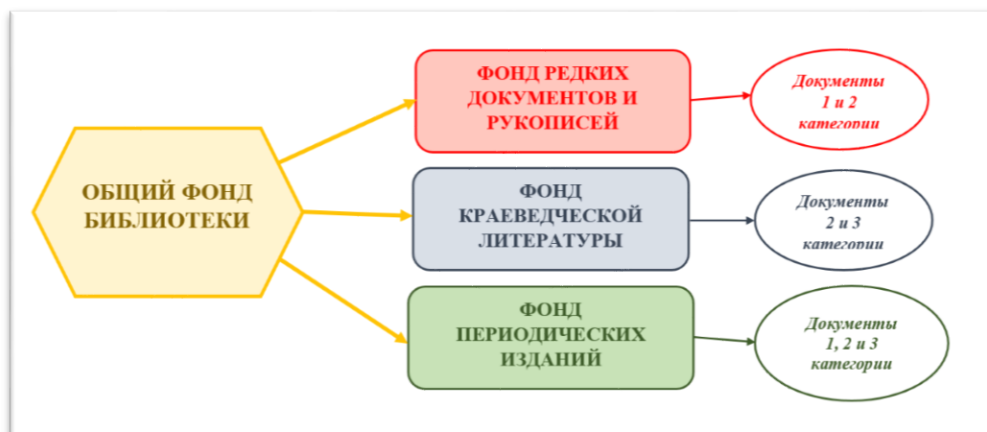 ОБЩИЙ ФОНД
БИБЛИОТЕКИ
ФОНД РЕДКИХ
ДОКУМЕНТОВ И
РУКОПИСЕЙ
Документы
1 и 2
категории
ФОНД
КРАЕВЕДЧЕСКОЙ
ЛИТЕРАТУРЫ
Документы
2 и 3
категории
ФОНД
ПЕРИОДИЧЕСКИХ
ИЗДАНИЙ
Документы
1, 2 и 3
категории